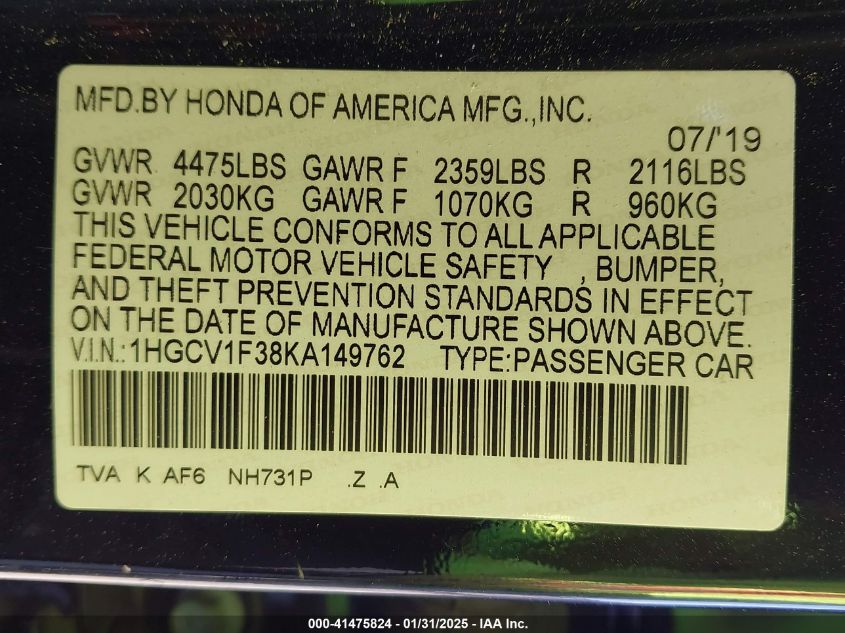 MFD.BY HONDA OF AMERICA MFG.,INC.
07/'19
GVWR 4475LBS GAWR F 2359LBS R 2116LBS
GVWR 2030KG GAWR F 1070KG R 960KG
THIS VEHICLE CONFORMS TO ALL APPLICABLE
FEDERAL MOTOR VEHICLE SAFETY , BUMPER,
AND THEFT PREVENTION STANDARDS IN EFFECT
ON THE DATE OF MANUFACTURE SHOWN ABOVE.
V.I.N.:1HGCV1F38KA149762 TYPE:PASSENGER CAR
TVA K AF6 NH731P .Z .A
000-41475824 - 01/31/2025 - IAA Inc.